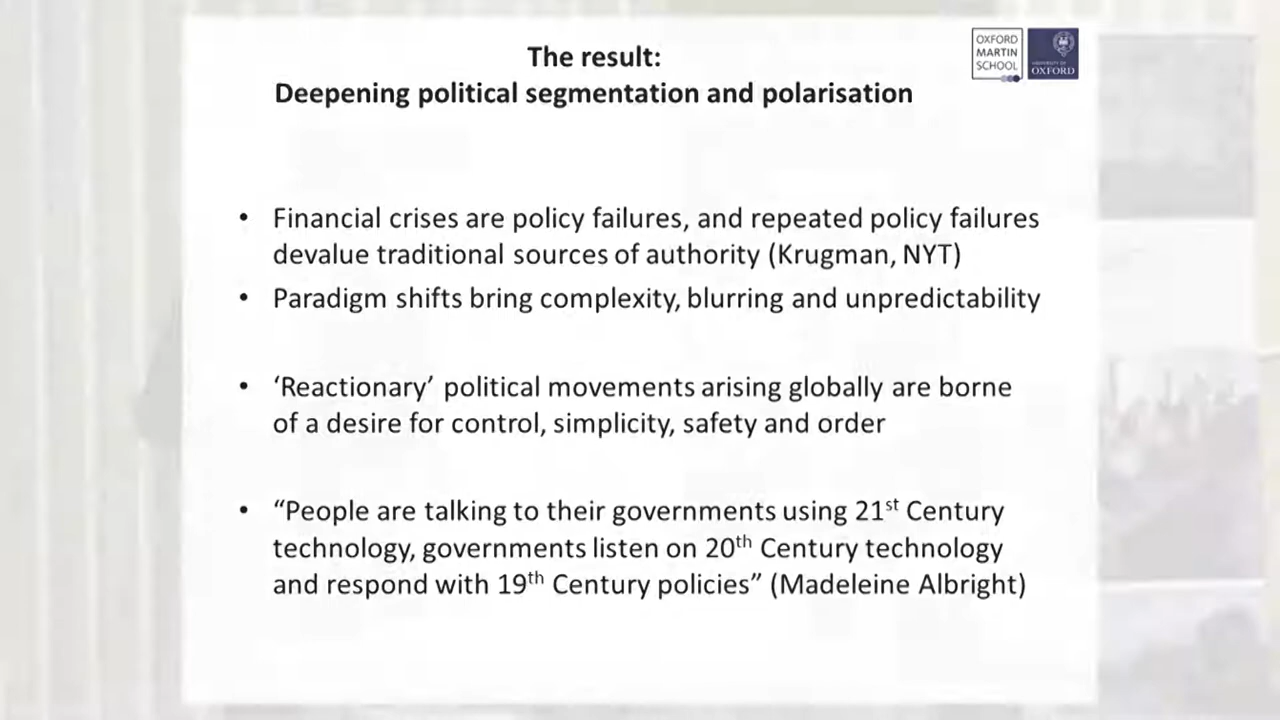 The result:
Deepening political segmentation and polarisation
OXFORD
MARTIN
SCHOOL
UNIVERSITY OF
OXFORD
• Financial crises are policy failures, and repeated policy failures
devalue traditional sources of authority (Krugman, NYT)
• Paradigm shifts bring complexity, blurring and unpredictability
• ‘Reactionary’ political movements arising globally are borne
of a desire for control, simplicity, safety and order
• “People are talking to their governments using 21st Century
technology, governments listen on 20th Century technology
and respond with 19th Century policies” (Madeleine Albright)